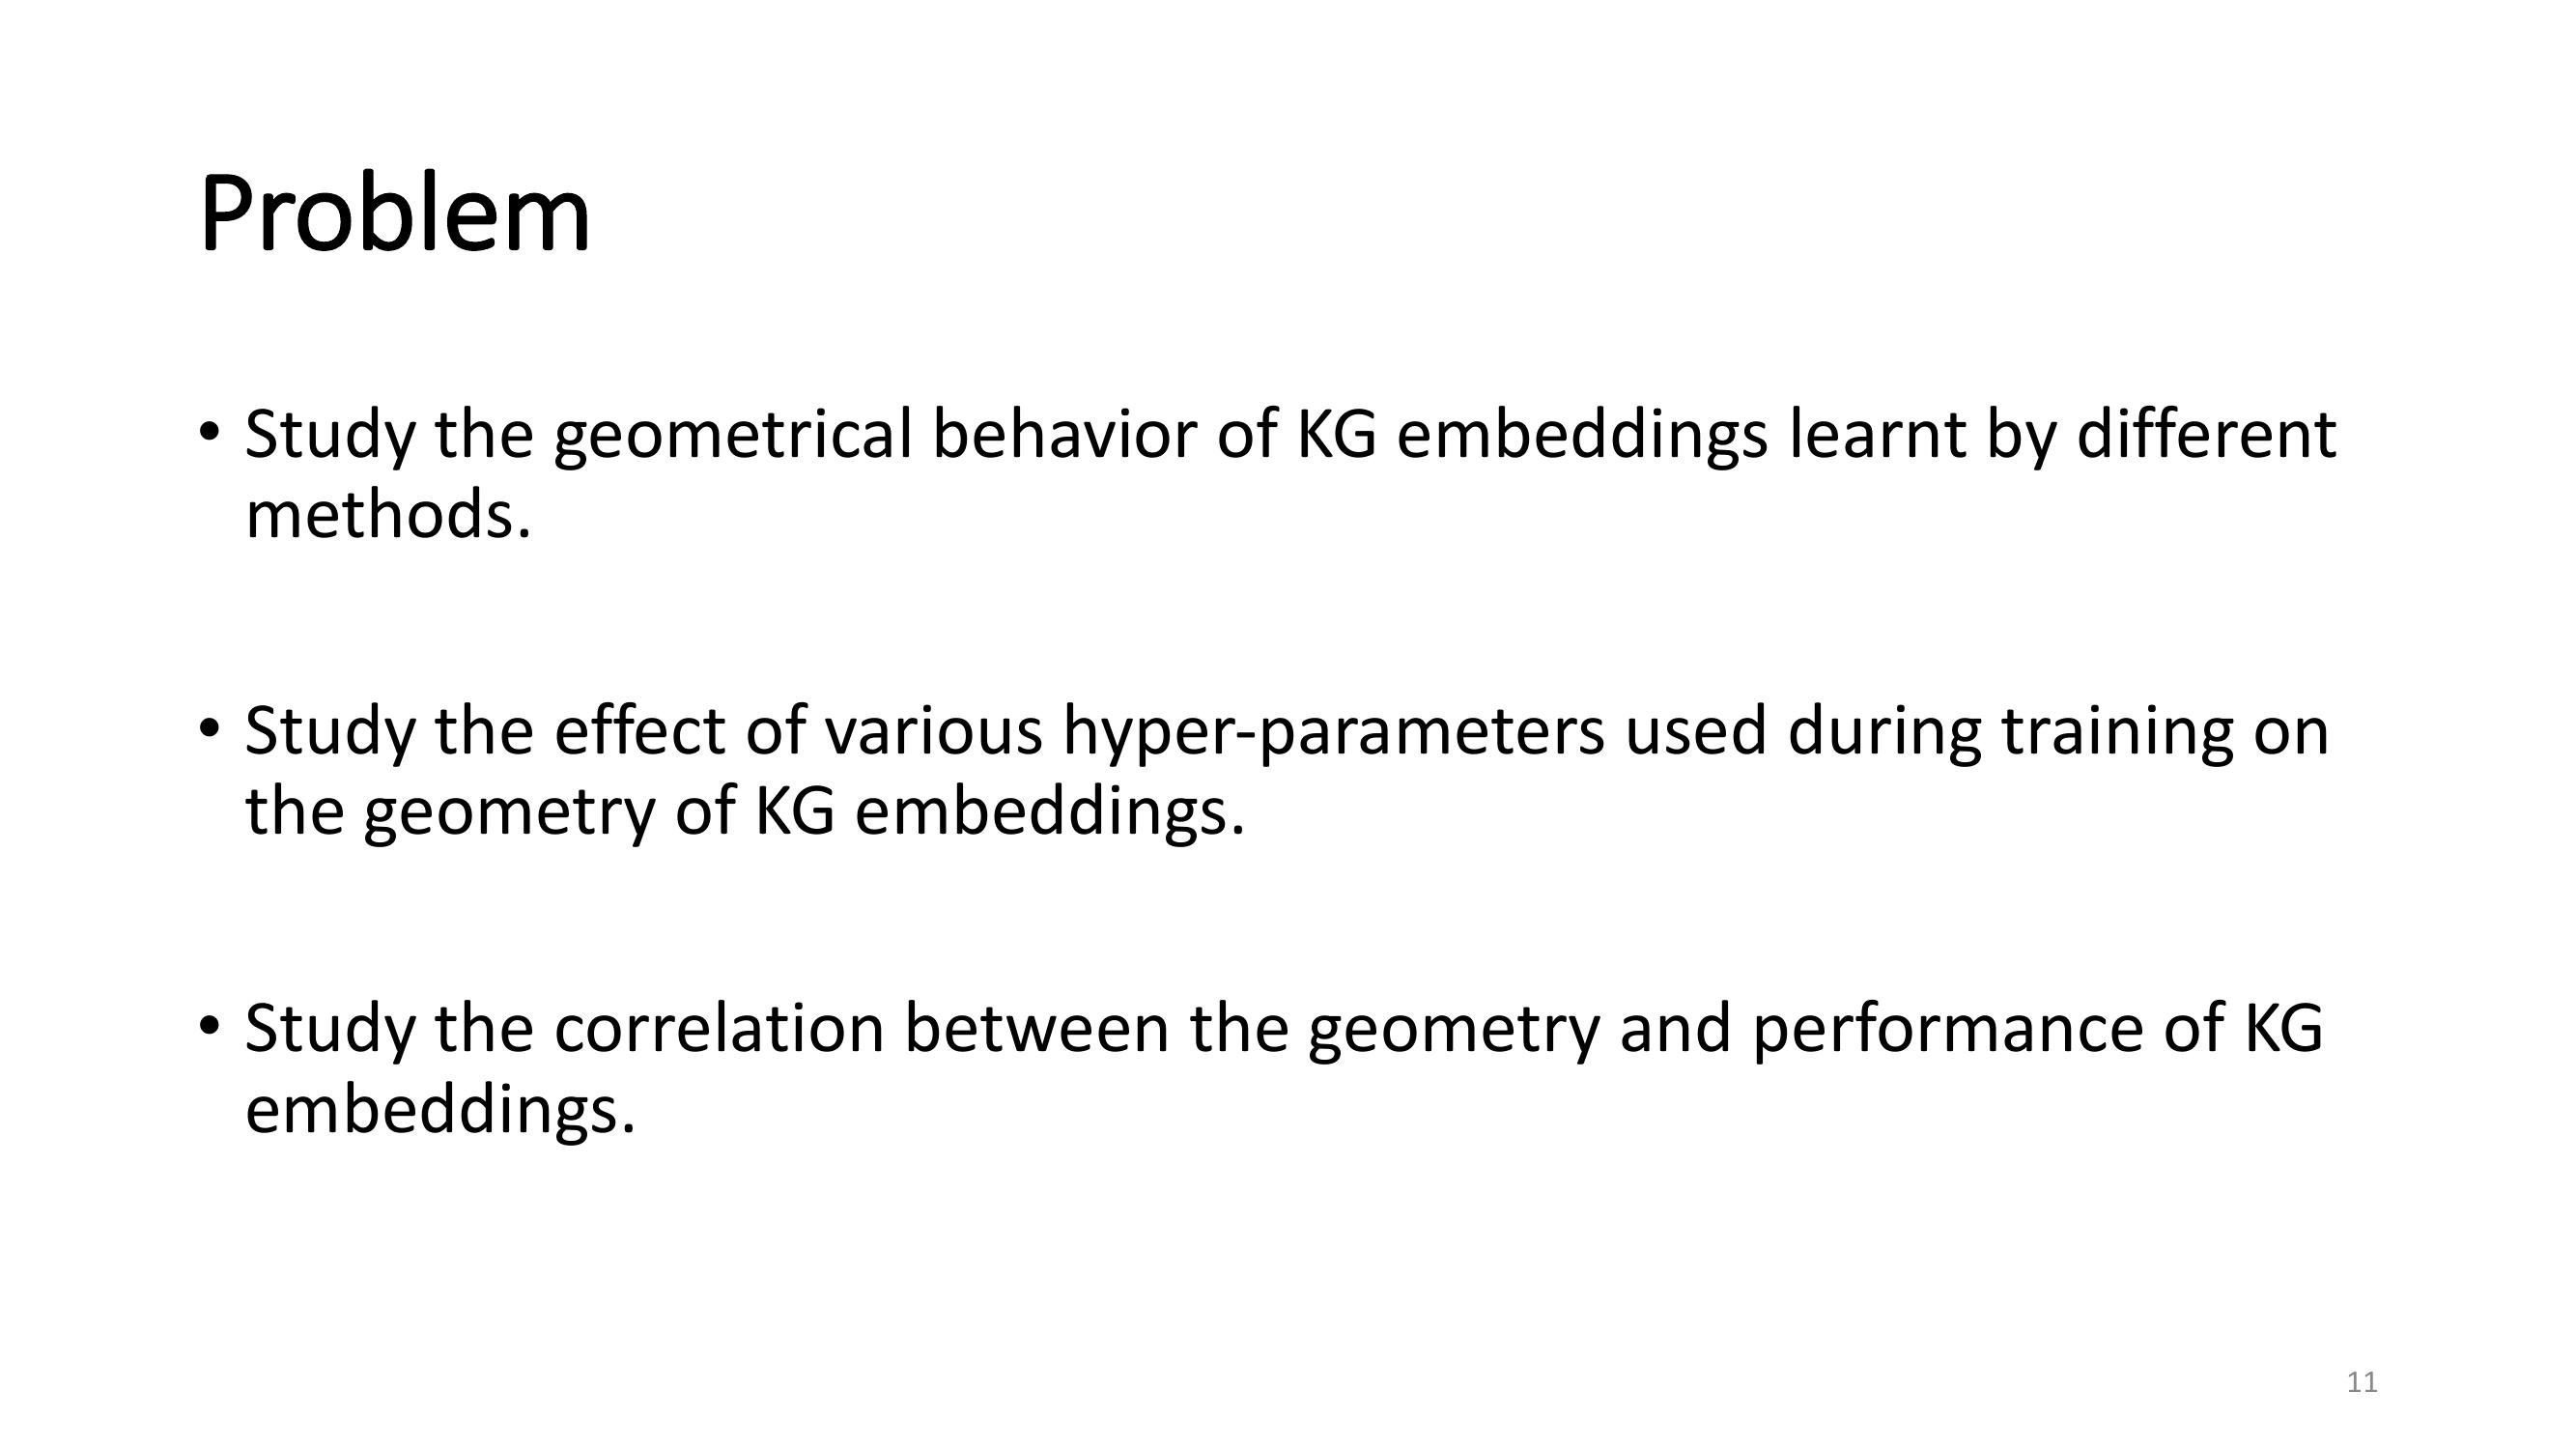 Problem
• Study the geometrical behavior of KG embeddings learnt by different
methods.
• Study the effect of various hyper-parameters used during training on
the geometry of KG embeddings.
• Study the correlation between the geometry and performance of KG
embeddings.
11